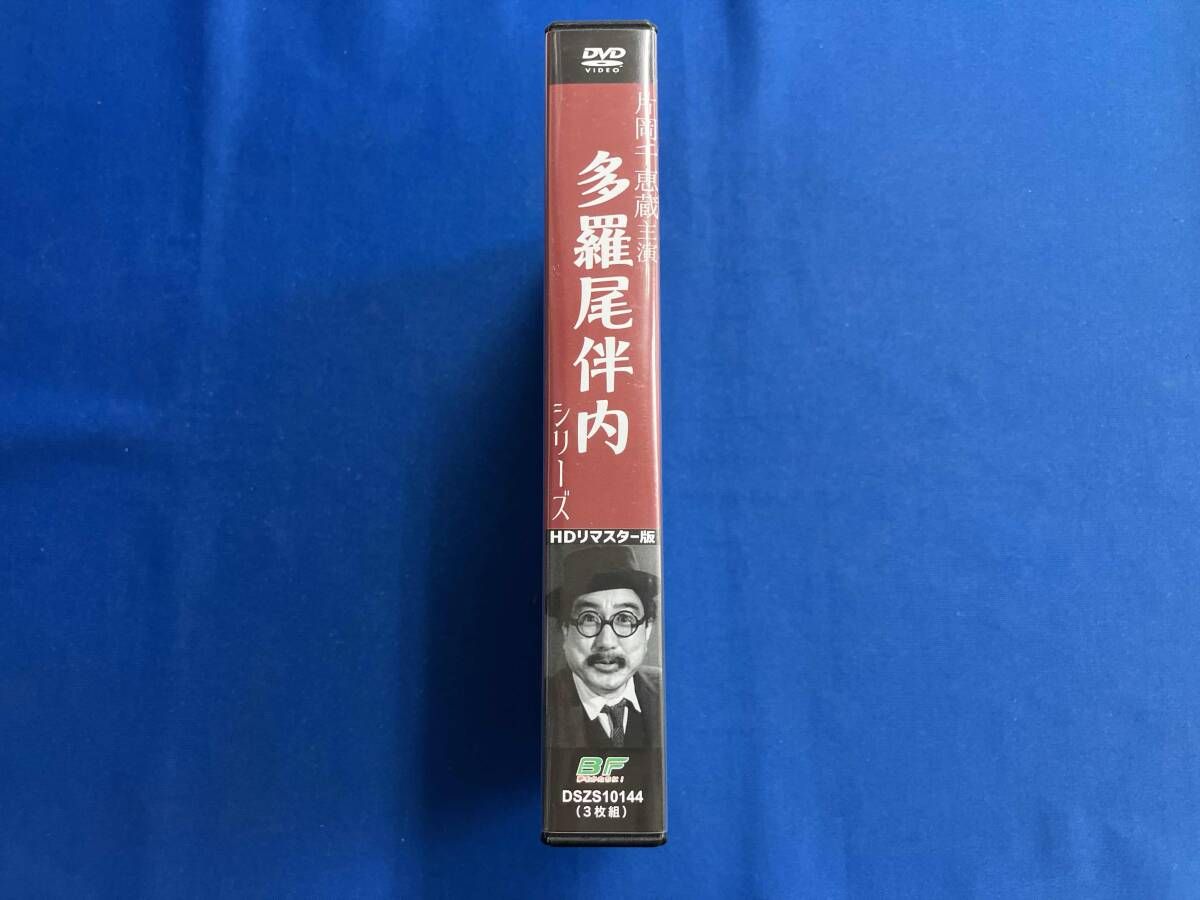 DVD
VIDEO
片岡千恵蔵主演
多羅尾伴内
シリーズ
HDリマスター版
BF
DSZS10144
(3枚組)